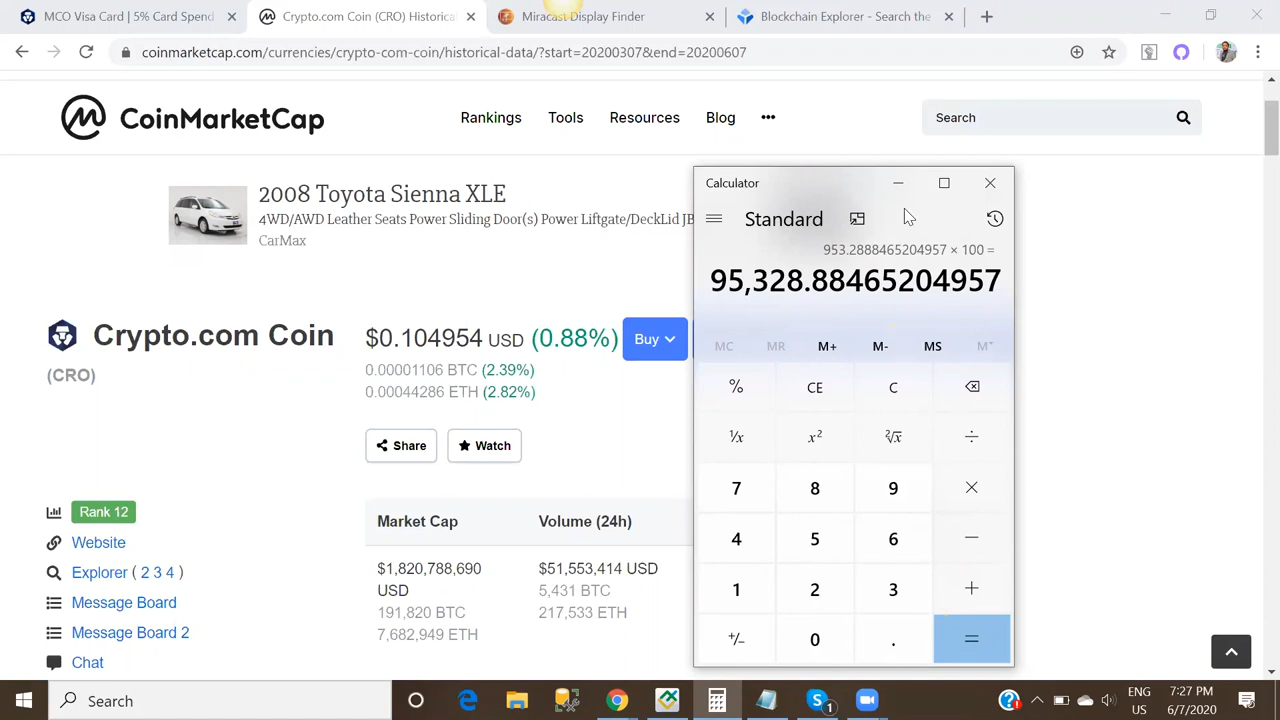 MCO Visa Card | 5% Card Spend
Crypto.com Coin (CRO) Historical
Miracast Display Finder
Blockchain Explorer - Search the
coinmarketcap.com/currencies/crypto-com-coin/historical-data/?start=20200307&end=20200607
CoinMarketCap
Rankings
Tools
Resources
Blog
•••
Search
2008 Toyota Sienna XLE
4WD/AWD Leather Seats Power Sliding Door(s) Power Liftgate/DeckLid JB
CarMax
Calculator
Standard
953.2888465204957 × 100 =
95,328.88465204957
MC MR M+ M- MS M˅
% CE C
¹/x x² ²√x ÷
7 8 9 ×
4 5 6 −
1 2 3 +
+/− 0 . =
Crypto.com Coin
(CRO)
$0.104954 USD (0.88%)
Buy
0.00001106 BTC (2.39%)
0.00044286 ETH (2.82%)
Share
Watch
Rank 12
Website
Explorer ( 2 3 4 )
Message Board
Message Board 2
Chat
Market Cap
Volume (24h)
$1,820,788,690
USD
191,820 BTC
7,682,949 ETH
$51,553,414 USD
5,431 BTC
217,533 ETH
Search
1
ENG
US
7:27 PM
6/7/2020